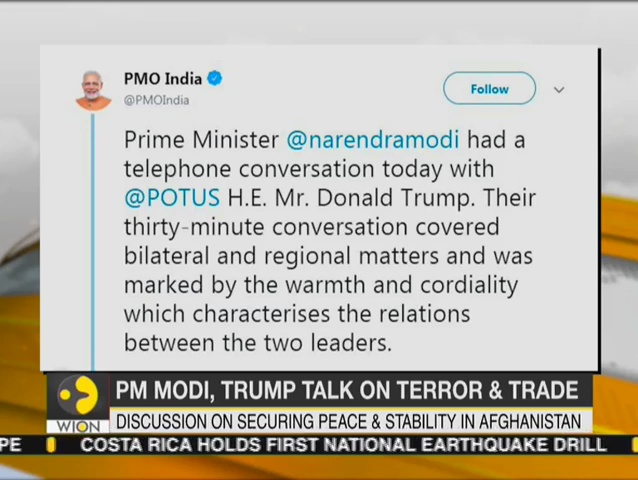 PMO India
@PMOIndia
Follow
Prime Minister @narendramodi had a
telephone conversation today with
@POTUS H.E. Mr. Donald Trump. Their
thirty-minute conversation covered
bilateral and regional matters and was
marked by the warmth and cordiality
which characterises the relations
between the two leaders.
PM MODI, TRUMP TALK ON TERROR & TRADE
WION
DISCUSSION ON SECURING PEACE & STABILITY IN AFGHANISTAN
PE COSTA RICA HOLDS FIRST NATIONAL EARTHQUAKE DRILL